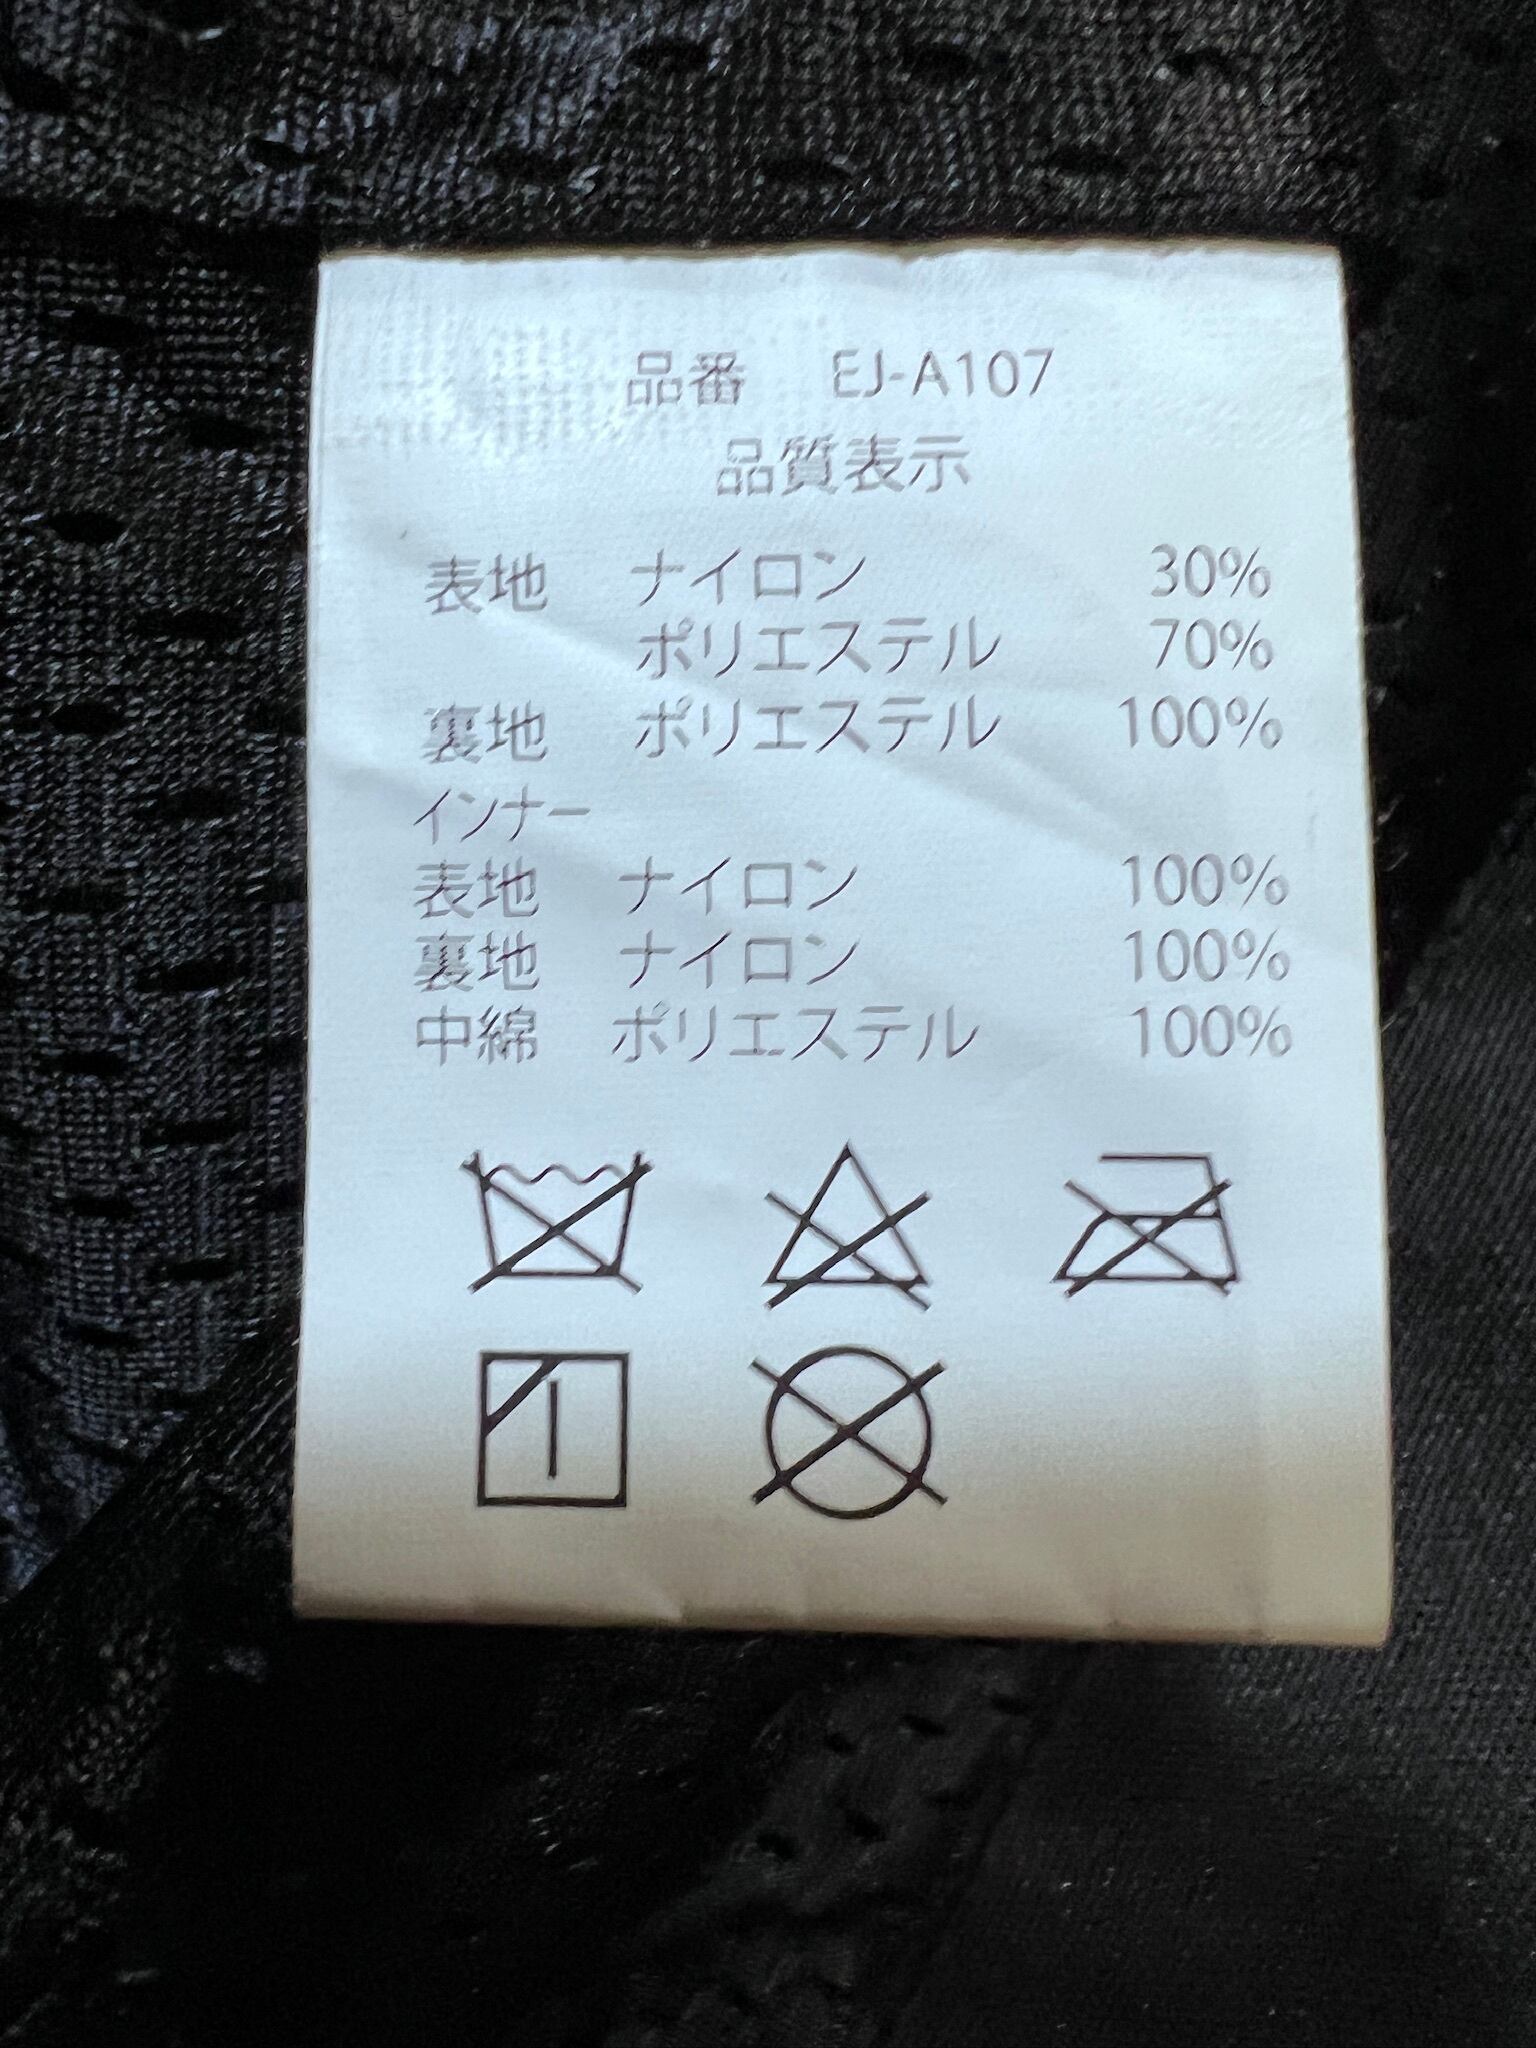 品番 EJ-A107
品質表示
表地 ナイロン 30%
ポリエステル 70%
裏地 ポリエステル 100%
インナー
表地 ナイロン 100%
裏地 ナイロン 100%
中綿 ポリエステル 100%